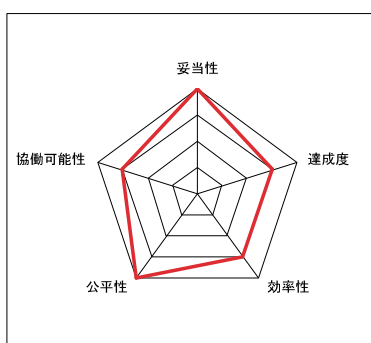 妥当性
協働可能性
達成度
公平性
効率性